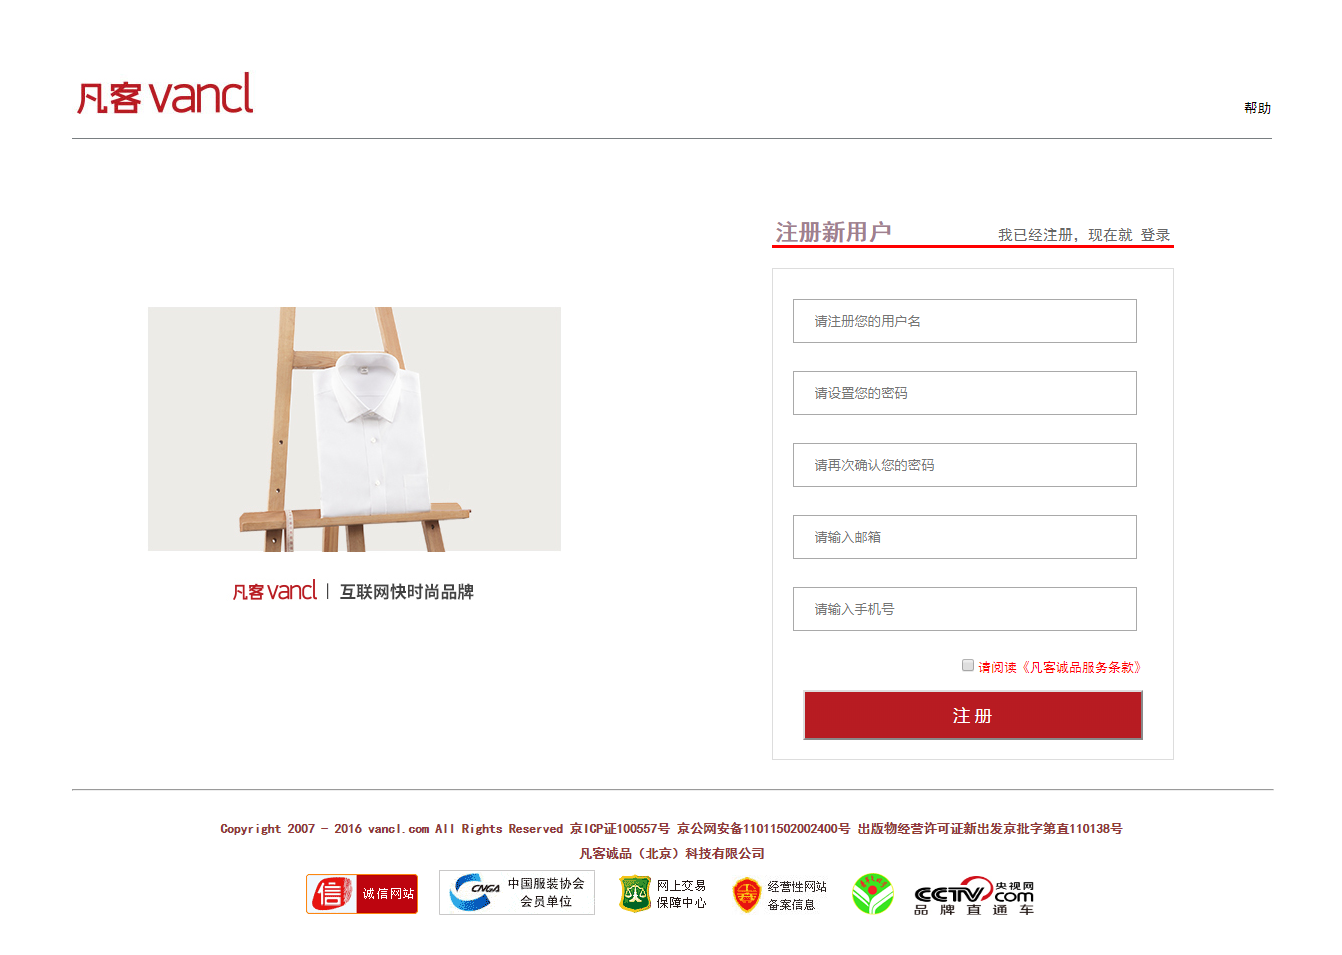 凡客 vancl
帮助
注册新用户
我已经注册，现在就 登录
请注册您的用户名
请设置您的密码
请再次确认您的密码
请输入邮箱
请输入手机号
请阅读《凡客诚品服务条款》
注 册
凡客 vancl | 互联网快时尚品牌
Copyright 2007 - 2016 vancl.com All Rights Reserved 京ICP证100557号 京公网安备11011502002400号 出版物经营许可证新出发京批字第直110138号
凡客诚品（北京）科技有限公司
信 诚信网站
CNGA 中国服装协会
会员单位
网上交易
保障中心
经营性网站
备案信息
CCTV.com 央视网
品牌直通车